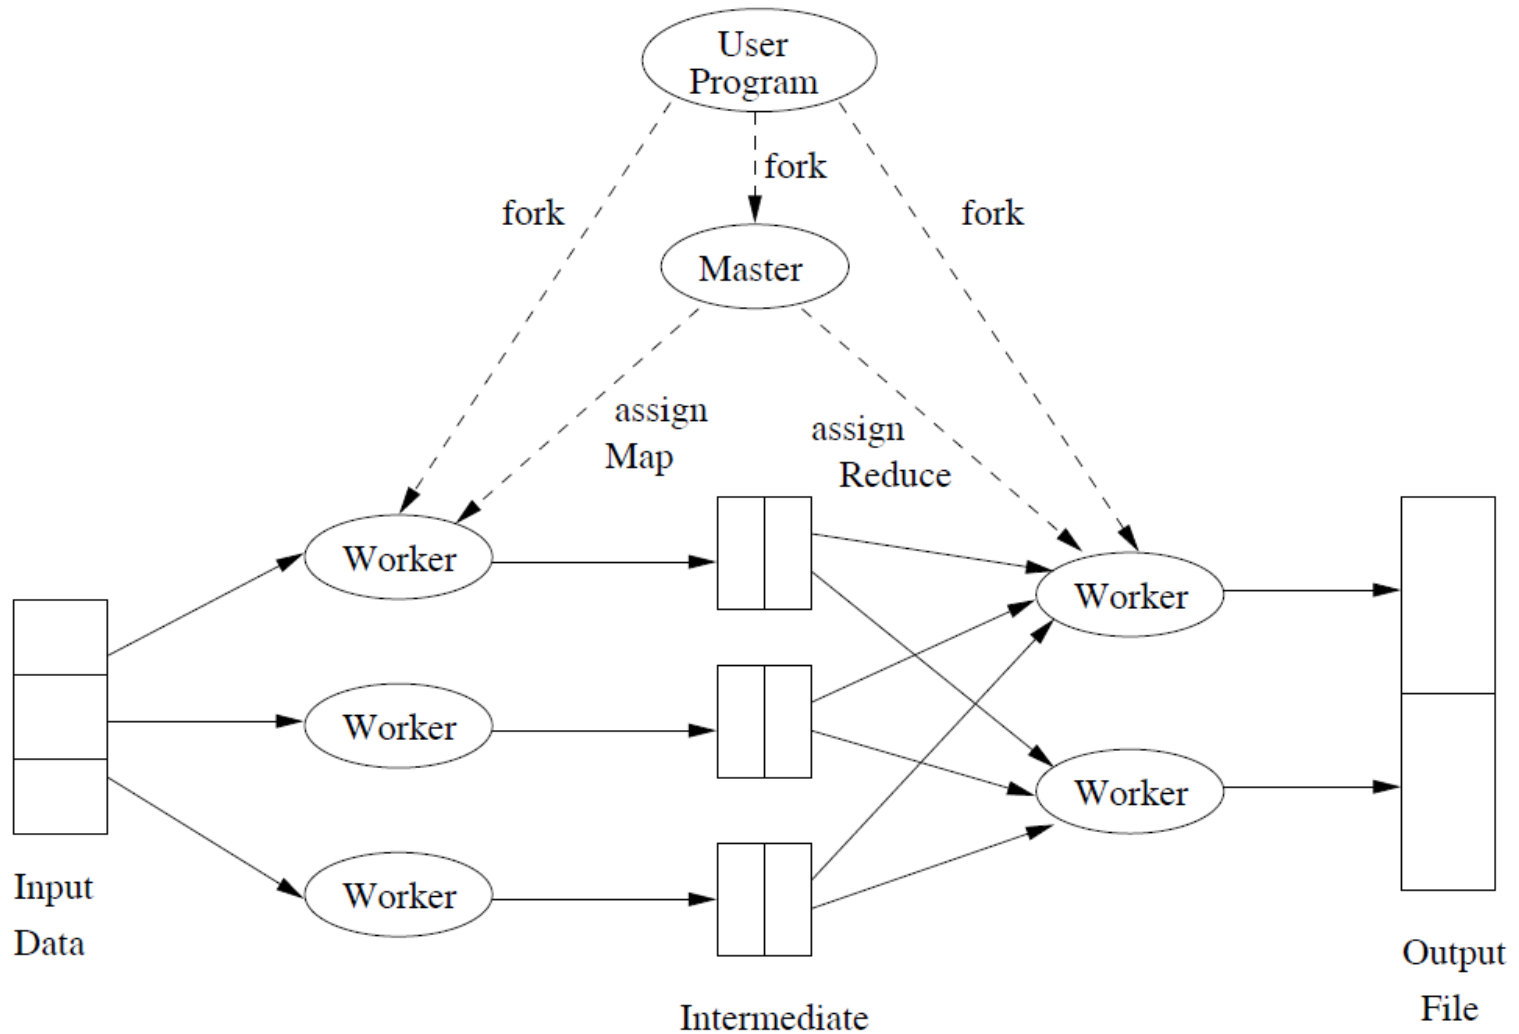 User
Program
fork
fork
fork
Master
assign
Map
assign
Reduce
Worker
Worker
Worker
Worker
Worker
Input
Data
Intermediate
Output
File